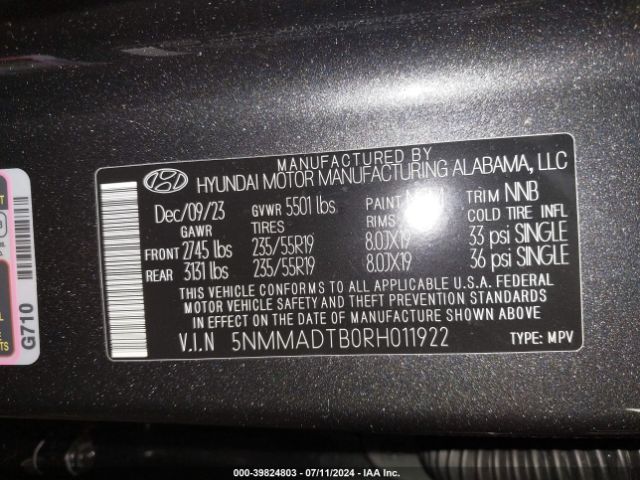 MANUFACTURED BY
HYUNDAI MOTOR MANUFACTURING ALABAMA, LLC
Dec/09/23 GVWR 5501 lbs PAINT TRIM NNB
GAWR TIRES RIMS COLD TIRE INFL
FRONT 2745 lbs 235/55R19 8.0JX19 33 psi SINGLE
REAR 3131 lbs 235/55R19 8.0JX19 36 psi SINGLE
THIS VEHICLE CONFORMS TO ALL APPLICABLE U.S.A. FEDERAL
MOTOR VEHICLE SAFETY AND THEFT PREVENTION STANDARDS
IN EFFECT ON THE DATE OF MANUFACTURE SHOWN ABOVE
V.I.N 5NMMADTB0RH011922 TYPE: MPV
G710
000-39824803 - 07/11/2024 - IAA Inc.